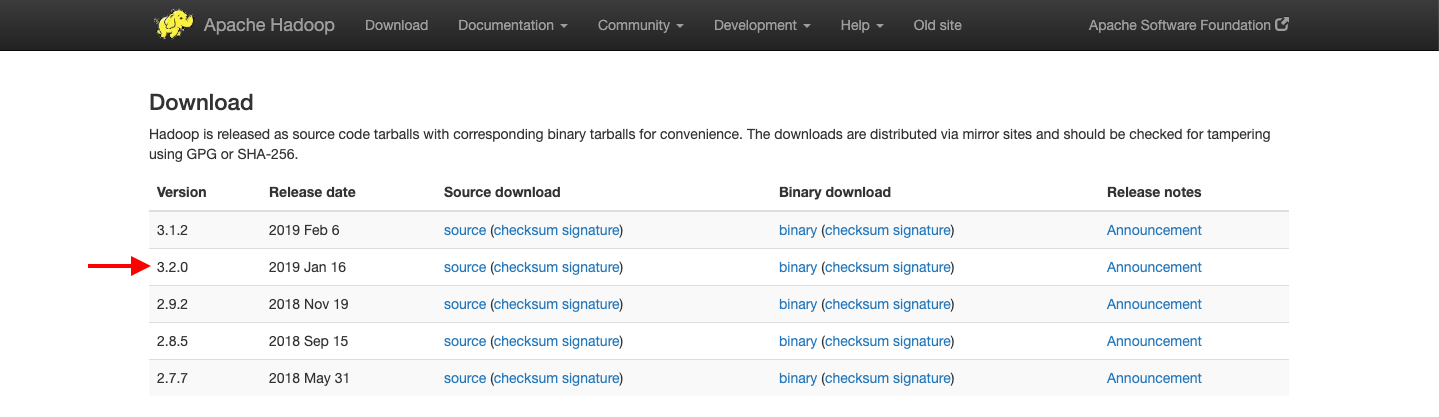 Apache Hadoop Download Documentation Community Development Help Old site Apache Software Foundation
Download
Hadoop is released as source code tarballs with corresponding binary tarballs for convenience. The downloads are distributed via mirror sites and should be checked for tampering
using GPG or SHA-256.
Version Release date Source download Binary download Release notes
3.1.2 2019 Feb 6 source (checksum signature) binary (checksum signature) Announcement
3.2.0 2019 Jan 16 source (checksum signature) binary (checksum signature) Announcement
2.9.2 2018 Nov 19 source (checksum signature) binary (checksum signature) Announcement
2.8.5 2018 Sep 15 source (checksum signature) binary (checksum signature) Announcement
2.7.7 2018 May 31 source (checksum signature) binary (checksum signature) Announcement